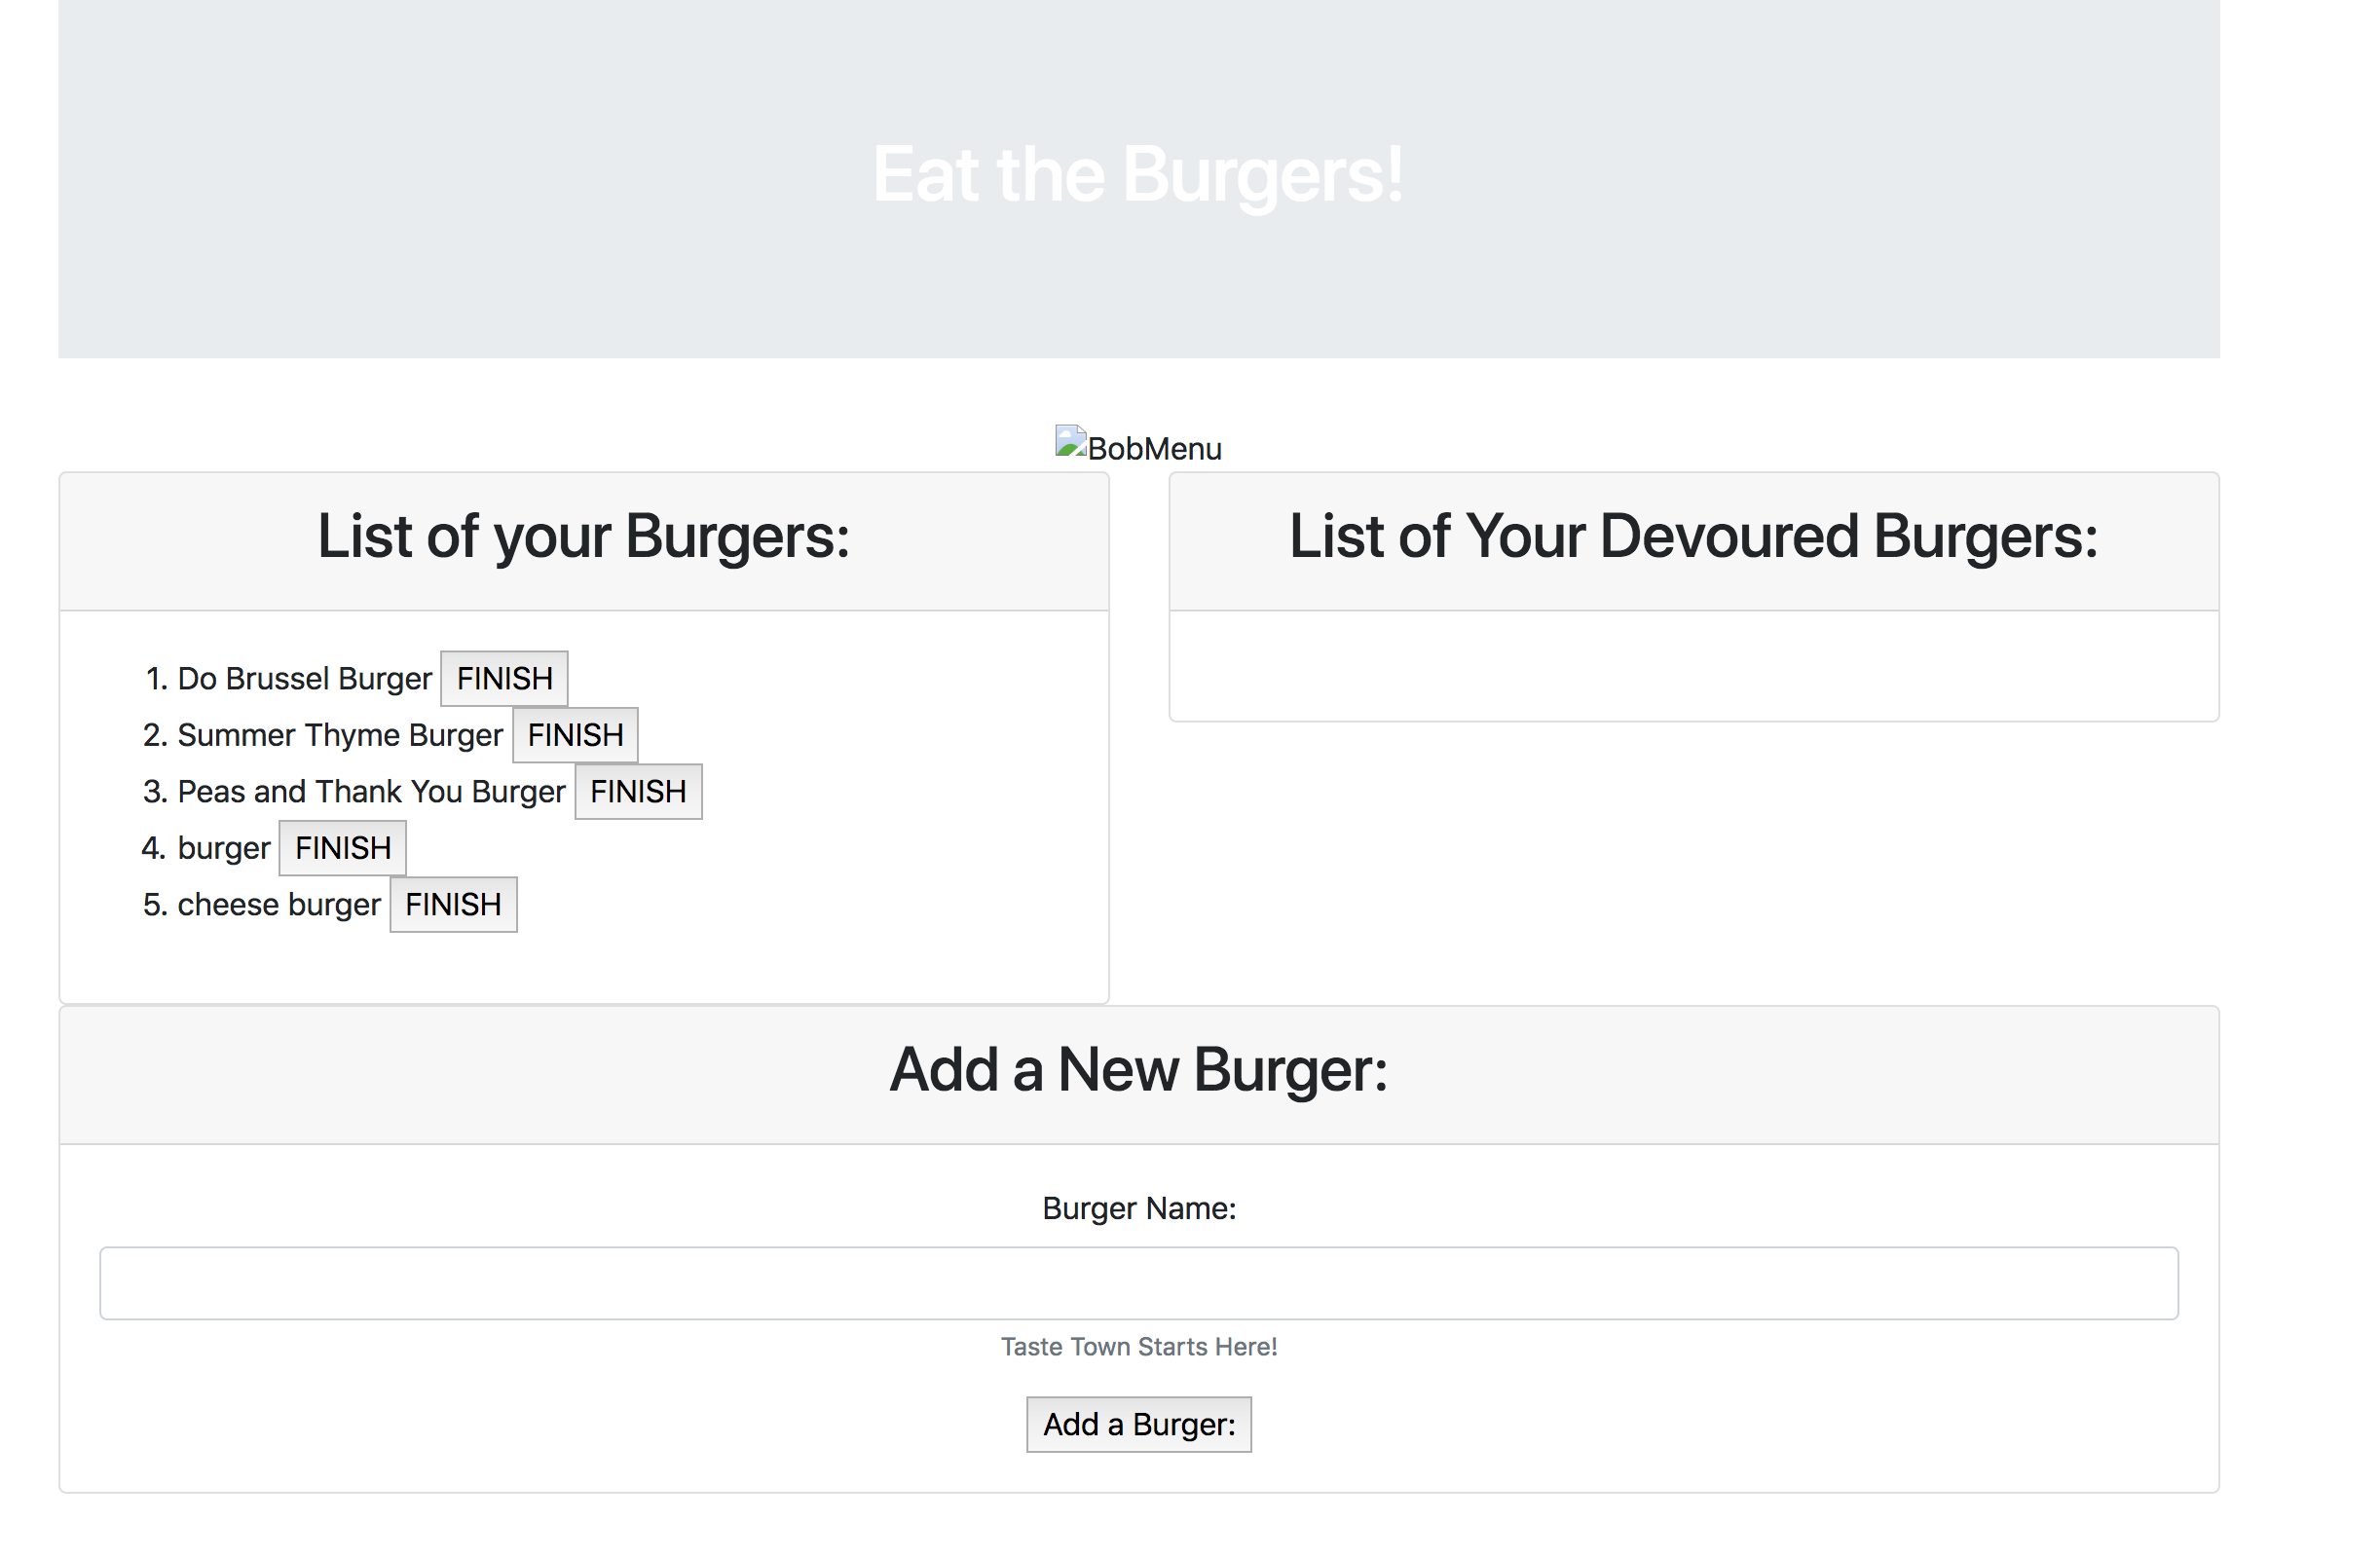 Eat the Burgers!
BobMenu
List of your Burgers:
1. Do Brussel Burger FINISH
2. Summer Thyme Burger FINISH
3. Peas and Thank You Burger FINISH
4. burger FINISH
5. cheese burger FINISH
List of Your Devoured Burgers:
Add a New Burger:
Burger Name:
Taste Town Starts Here!
Add a Burger: